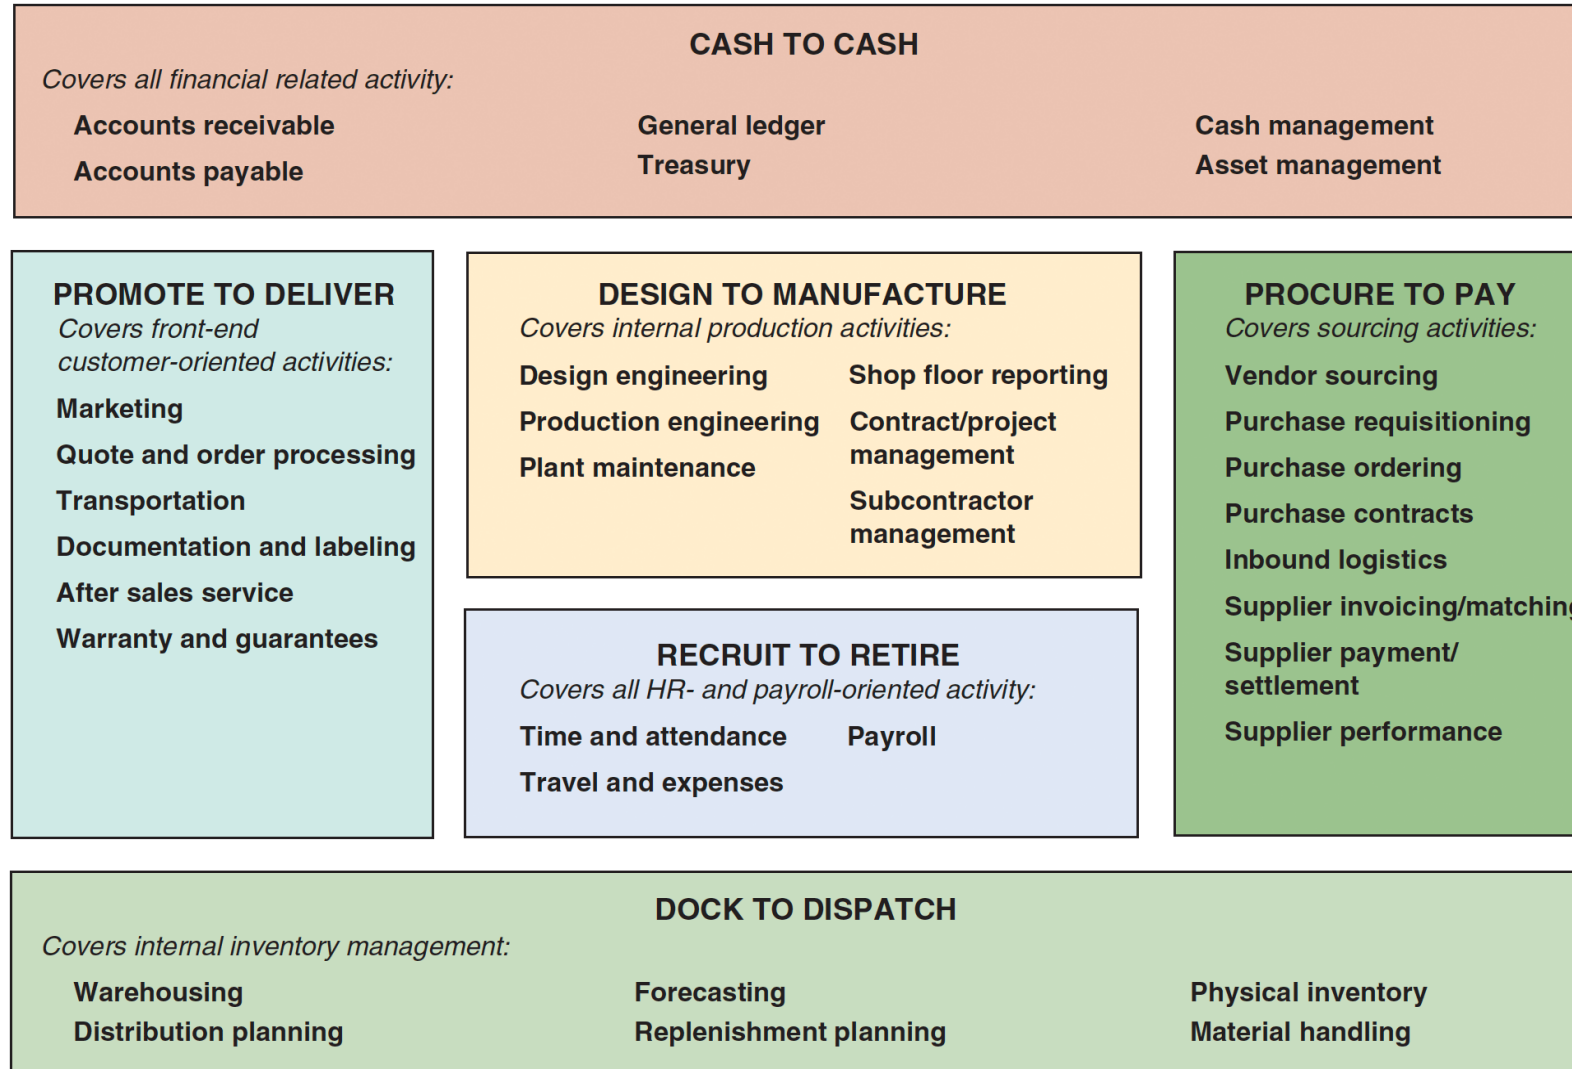 CASH TO CASH
Covers all financial related activity:
Accounts receivable
Accounts payable
General ledger
Treasury
Cash management
Asset management
PROMOTE TO DELIVER
Covers front-end
customer-oriented activities:
Marketing
Quote and order processing
Transportation
Documentation and labeling
After sales service
Warranty and guarantees
DESIGN TO MANUFACTURE
Covers internal production activities:
Design engineering
Production engineering
Plant maintenance
Shop floor reporting
Contract/project
management
Subcontractor
management
RECRUIT TO RETIRE
Covers all HR- and payroll-oriented activity:
Time and attendance
Travel and expenses
Payroll
PROCURE TO PAY
Covers sourcing activities:
Vendor sourcing
Purchase requisitioning
Purchase ordering
Purchase contracts
Inbound logistics
Supplier invoicing/matching
Supplier payment/
settlement
Supplier performance
DOCK TO DISPATCH
Covers internal inventory management:
Warehousing
Distribution planning
Forecasting
Replenishment planning
Physical inventory
Material handling